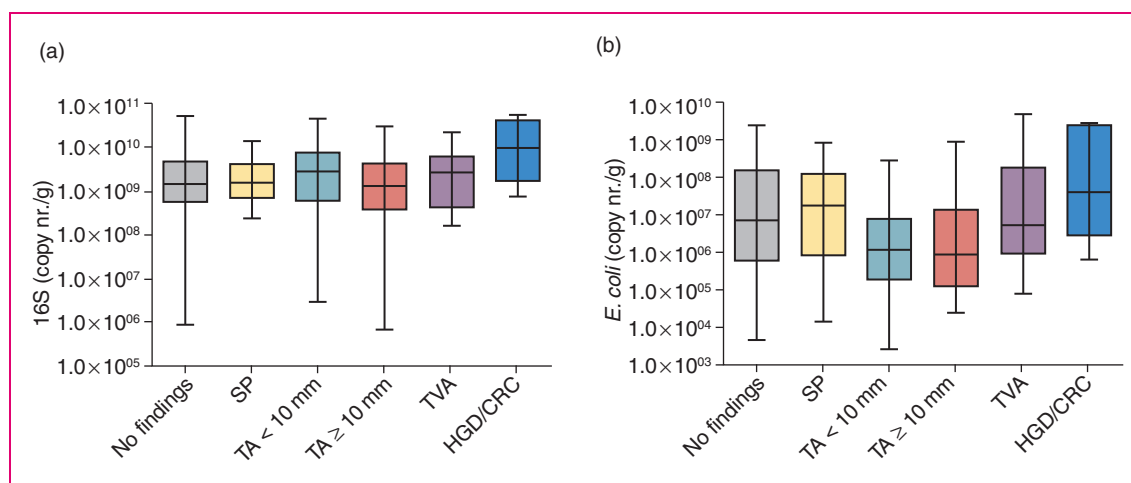 (a)
16S (copy nr./g)
1.0×10¹¹
1.0×10¹⁰
1.0×10⁰⁹
1.0×10⁰⁸
1.0×10⁰⁷
1.0×10⁰⁶
1.0×10⁰⁵
No findings
SP
TA < 10 mm
TA ≥ 10 mm
TVA
HGD/CRC
(b)
E. coli (copy nr./g)
1.0×10¹⁰
1.0×10⁰⁹
1.0×10⁰⁸
1.0×10⁰⁷
1.0×10⁰⁶
1.0×10⁰⁵
1.0×10⁰⁴
1.0×10⁰³
No findings
SP
TA < 10 mm
TA ≥ 10 mm
TVA
HGD/CRC